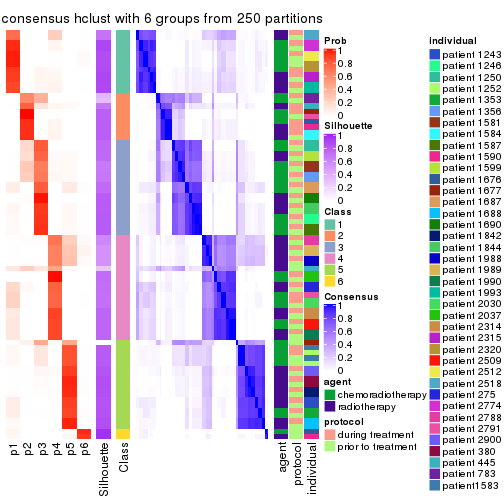 consensus hclust with 6 groups from 250 partitions
p1
p2
p3
p4
p5
p6
Silhouette
Class
agent
protocol
individual
Prob
1
0.8
0.6
0.4
0.2
0
Silhouette
1
0.8
0.6
0.4
0.2
0
Class
1
2
3
4
5
6
Consensus
1
0.8
0.6
0.4
0.2
0
agent
chemoradiotherapy
radiotherapy
protocol
during treatment
prior to treatment
individual
patient 1243
patient 1246
patient 1250
patient 1252
patient 1353
patient 1356
patient 1581
patient 1584
patient 1587
patient 1590
patient 1599
patient 1676
patient 1677
patient 1687
patient 1688
patient 1690
patient 1842
patient 1844
patient 1988
patient 1989
patient 1990
patient 1993
patient 2030
patient 2037
patient 2314
patient 2315
patient 2320
patient 2509
patient 2512
patient 2518
patient 275
patient 2774
patient 2788
patient 2791
patient 2900
patient 380
patient 445
patient 783
patient1583